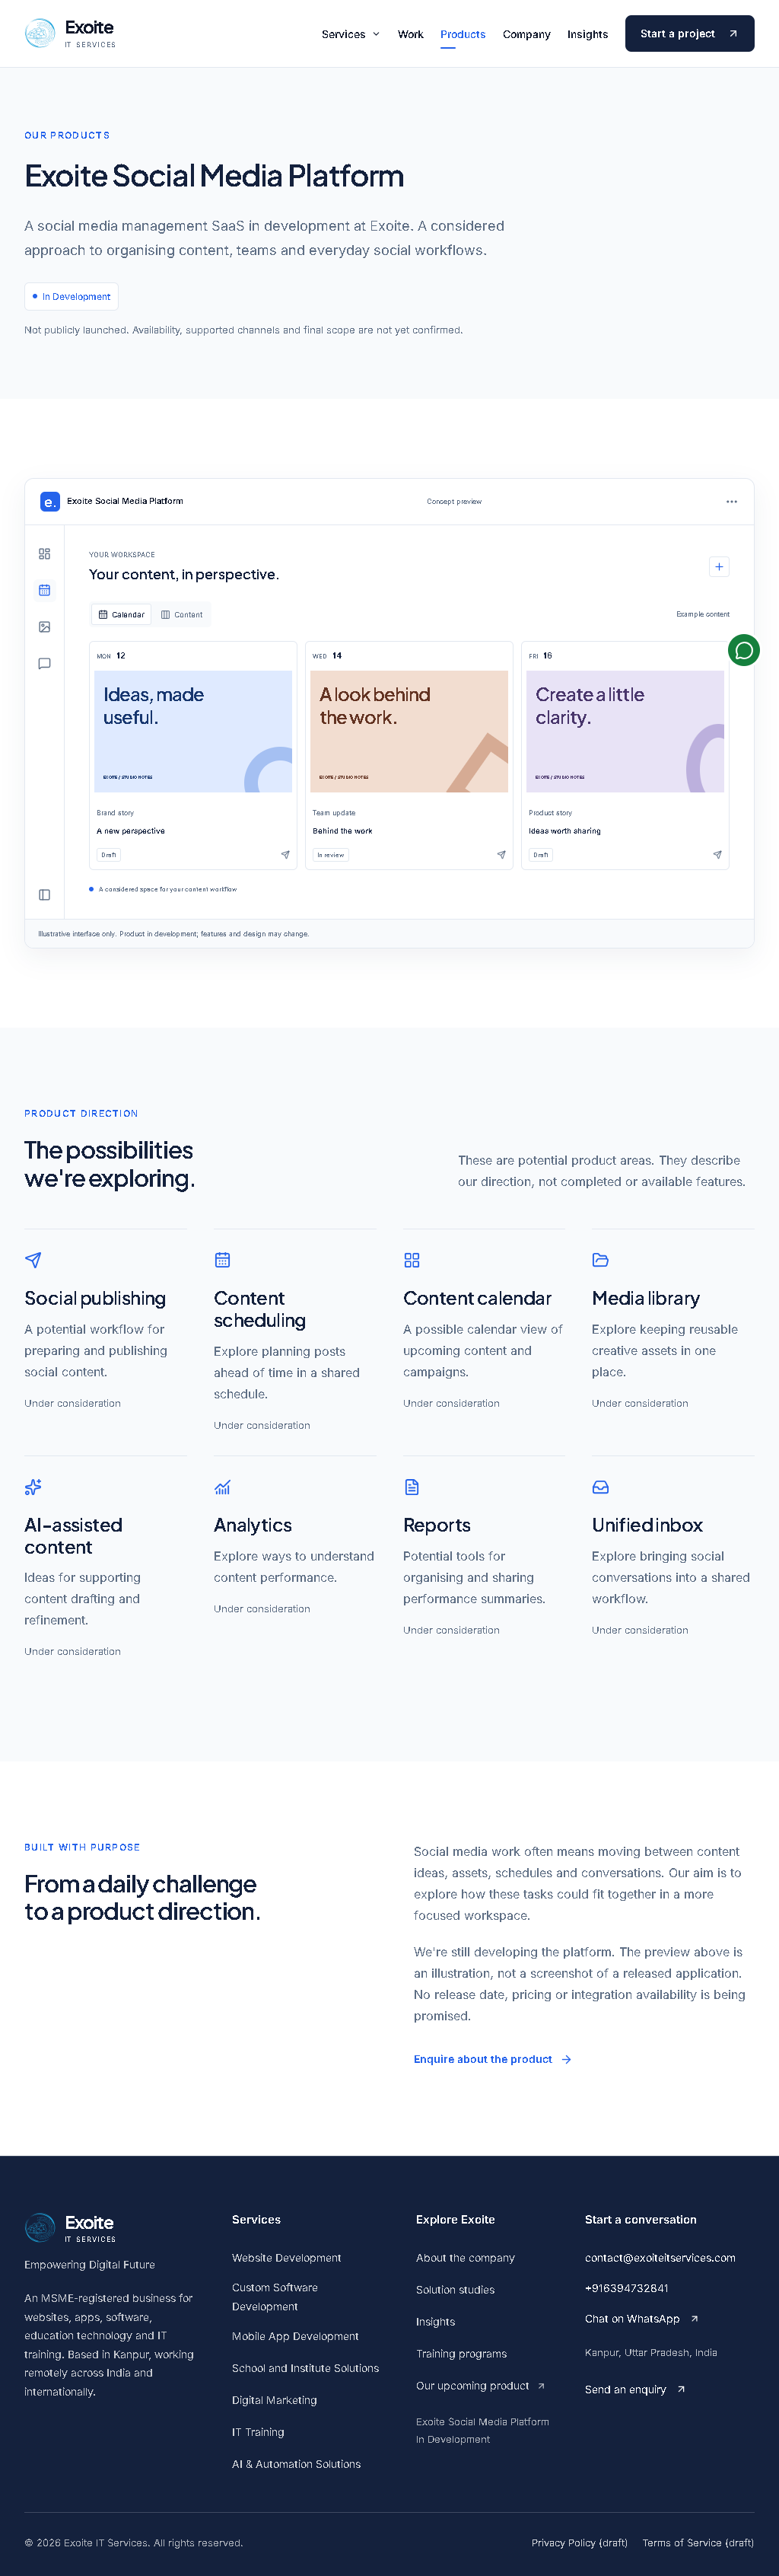 Exoite
IT SERVICES
Services
Work
Products
Company
Insights
Start a project
OUR PRODUCTS
Exoite Social Media Platform
A social media management SaaS in development at Exoite. A considered
approach to organising content, teams and everyday social workflows.
In Development
Not publicly launched. Availability, supported channels and final scope are not yet confirmed.
e.
Exoite Social Media Platform
Concept preview
YOUR WORKSPACE
Your content, in perspective.
Calendar
Content
Example content
MON 12
Ideas, made
useful.
EXOITE / STUDIO NOTES
Brand story
A new perspective
Draft
WED 14
A look behind
the work.
EXOITE / STUDIO NOTES
Team update
Behind the work
In review
FRI 16
Create a little
clarity.
EXOITE / STUDIO NOTES
Product story
Ideas worth sharing
Draft
A considered space for your content workflow
Illustrative interface only. Product in development; features and design may change.
PRODUCT DIRECTION
The possibilities
we're exploring.
These are potential product areas. They describe
our direction, not completed or available features.
Social publishing
A potential workflow for
preparing and publishing
social content.
Under consideration
Content
scheduling
Explore planning posts
ahead of time in a shared
schedule.
Under consideration
Content calendar
A possible calendar view of
upcoming content and
campaigns.
Under consideration
Media library
Explore keeping reusable
creative assets in one
place.
Under consideration
AI-assisted
content
Ideas for supporting
content drafting and
refinement.
Under consideration
Analytics
Explore ways to understand
content performance.
Under consideration
Reports
Potential tools for
organising and sharing
performance summaries.
Under consideration
Unified inbox
Explore bringing social
conversations into a shared
workflow.
Under consideration
BUILT WITH PURPOSE
From a daily challenge
to a product direction.
Social media work often means moving between content
ideas, assets, schedules and conversations. Our aim is to
explore how these tasks could fit together in a more
focused workspace.
We're still developing the platform. The preview above is
an illustration, not a screenshot of a released application.
No release date, pricing or integration availability is being
promised.
Enquire about the product
Exoite
IT SERVICES
Empowering Digital Future
An MSME-registered business for
websites, apps, software,
education technology and IT
training. Based in Kanpur, working
remotely across India and
internationally.
Services
Website Development
Custom Software
Development
Mobile App Development
School and Institute Solutions
Digital Marketing
IT Training
AI & Automation Solutions
Explore Exoite
About the company
Solution studies
Insights
Training programs
Our upcoming product
Exoite Social Media Platform
In Development
Start a conversation
contact@exoiteitservices.com
+916394732841
Chat on WhatsApp
Kanpur, Uttar Pradesh, India
Send an enquiry
© 2026 Exoite IT Services. All rights reserved.
Privacy Policy (draft)
Terms of Service (draft)